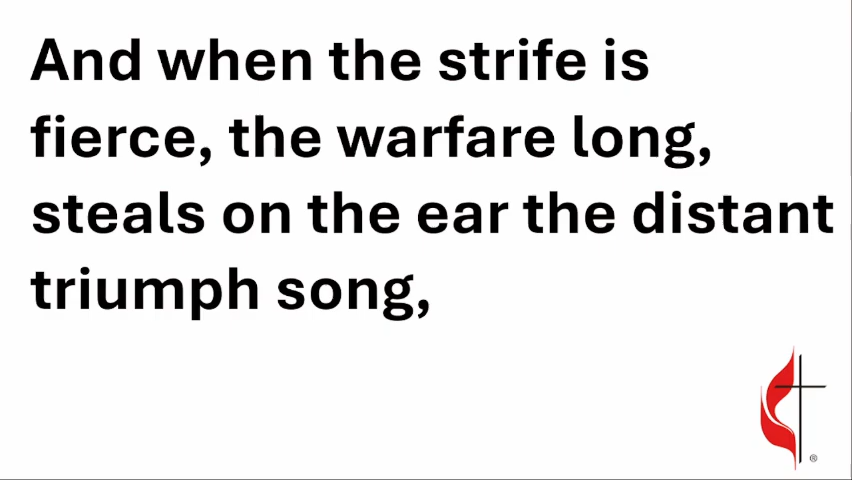 And when the strife is
fierce, the warfare long,
steals on the ear the distant
triumph song,
®